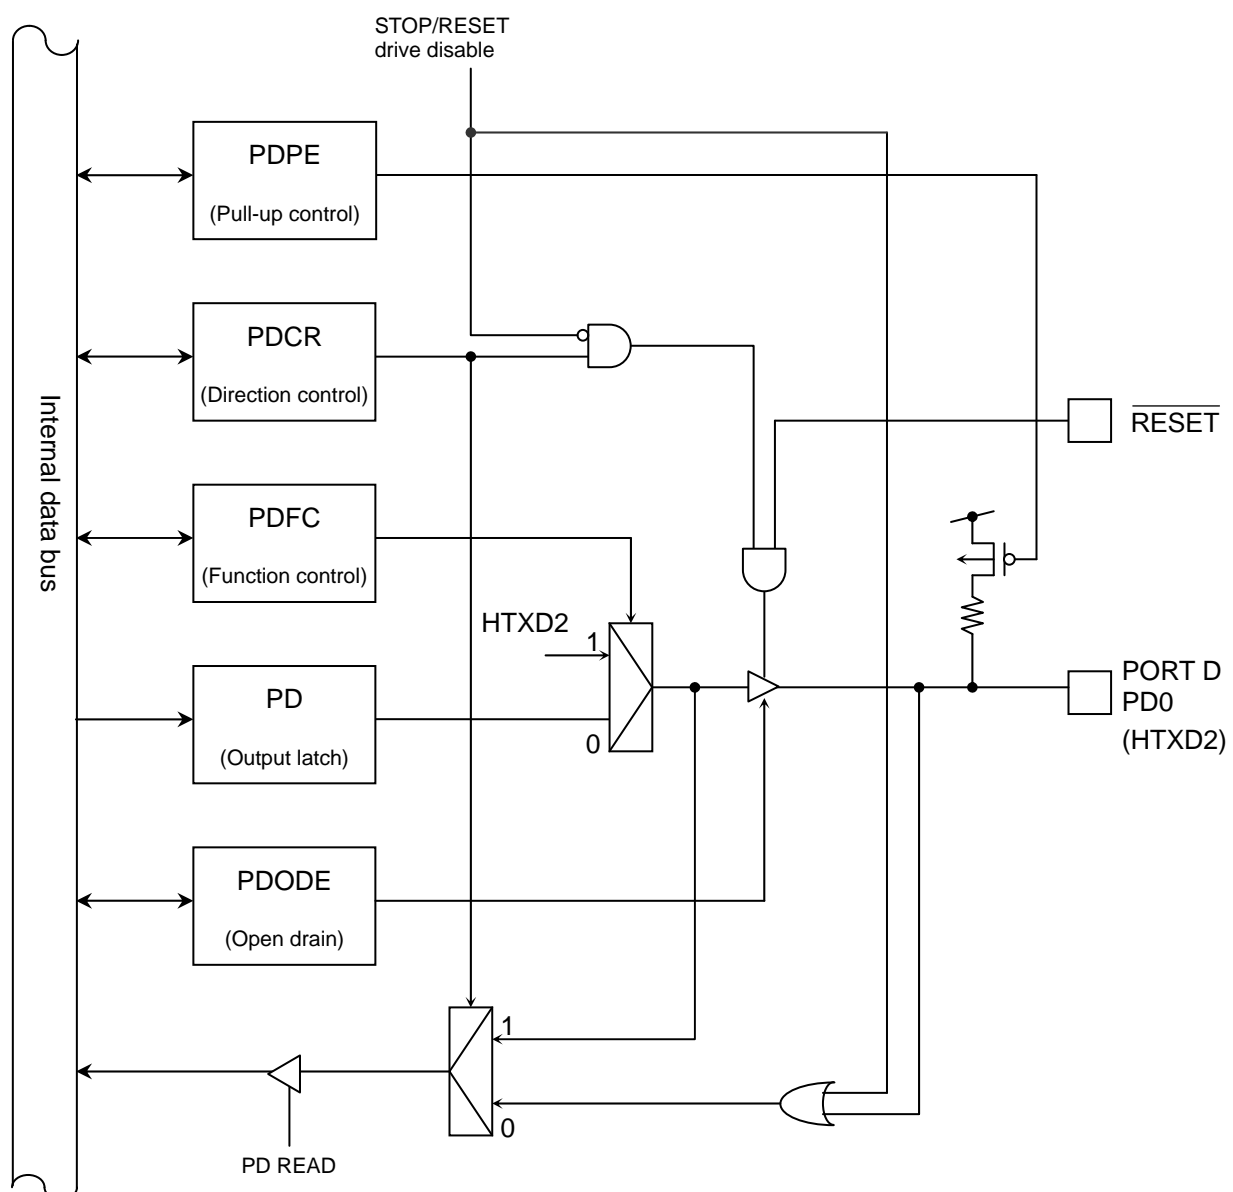 STOP/RESET
drive disable
PDPE
(Pull-up control)
PDCR
(Direction control)
RESET
Internal data bus
PDFC
(Function control)
HTXD2
1
PD
(Output latch)
0
PORT D
PD0
(HTXD2)
PDODE
(Open drain)
1
0
PD READ